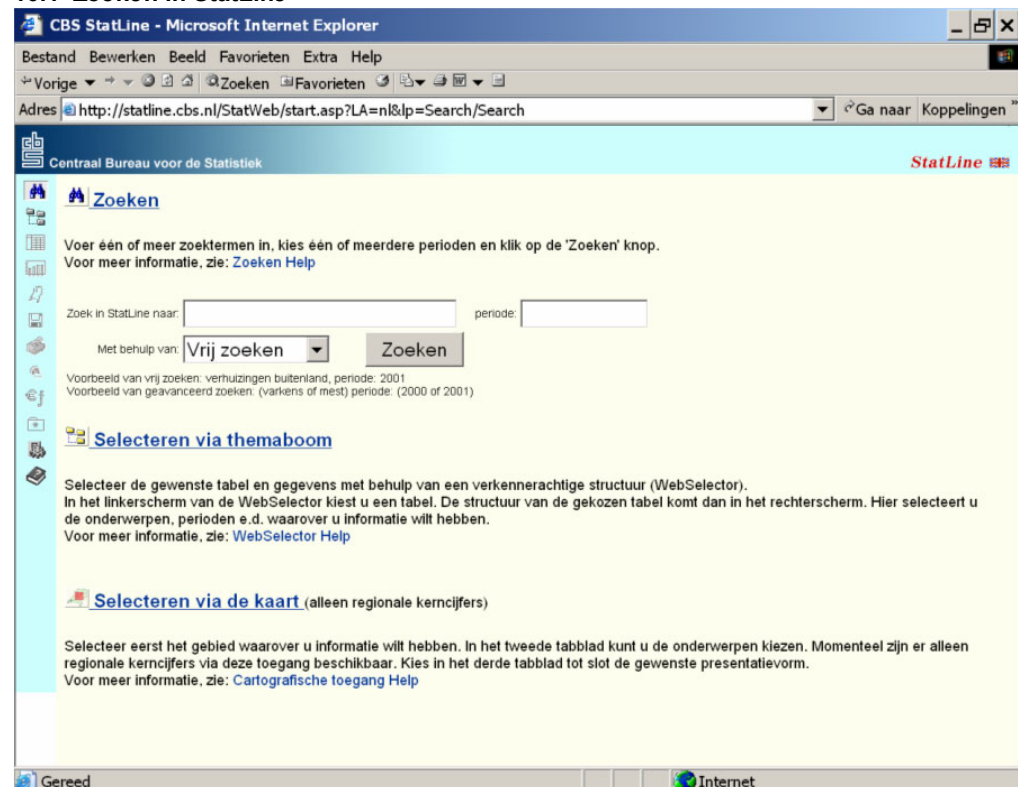 CBS StatLine - Microsoft Internet Explorer
Bestand Bewerken Beeld Favorieten Extra Help
Vorige Zoeken Favorieten
Adres http://statline.cbs.nl/StatWeb/start.asp?LA=nl&lp=Search/Search Ga naar Koppelingen »
Centraal Bureau voor de Statistiek
StatLine
Zoeken
Voer één of meer zoektermen in, kies één of meerdere perioden en klik op de 'Zoeken' knop.
Voor meer informatie, zie: Zoeken Help
Zoek in StatLine naar: periode:
Met behulp van: Vrij zoeken Zoeken
Voorbeeld van vrij zoeken: verhuizingen buitenland, periode: 2001
Voorbeeld van geavanceerd zoeken: (varkens of mest) periode: (2000 of 2001)
Selecteren via themaboom
Selecteer de gewenste tabel en gegevens met behulp van een verkennerachtige structuur (WebSelector).
In het linkerscherm van de WebSelector kiest u een tabel. De structuur van de gekozen tabel komt dan in het rechterscherm. Hier selecteert u
de onderwerpen, perioden e.d. waarover u informatie wilt hebben.
Voor meer informatie, zie: WebSelector Help
Selecteren via de kaart (alleen regionale kerncijfers)
Selecteer eerst het gebied waarover u informatie wilt hebben. In het tweede tabblad kunt u de onderwerpen kiezen. Momenteel zijn er alleen
regionale kerncijfers via deze toegang beschikbaar. Kies in het derde tabblad tot slot de gewenste presentatievorm.
Voor meer informatie, zie: Cartografische toegang Help
Gereed Internet